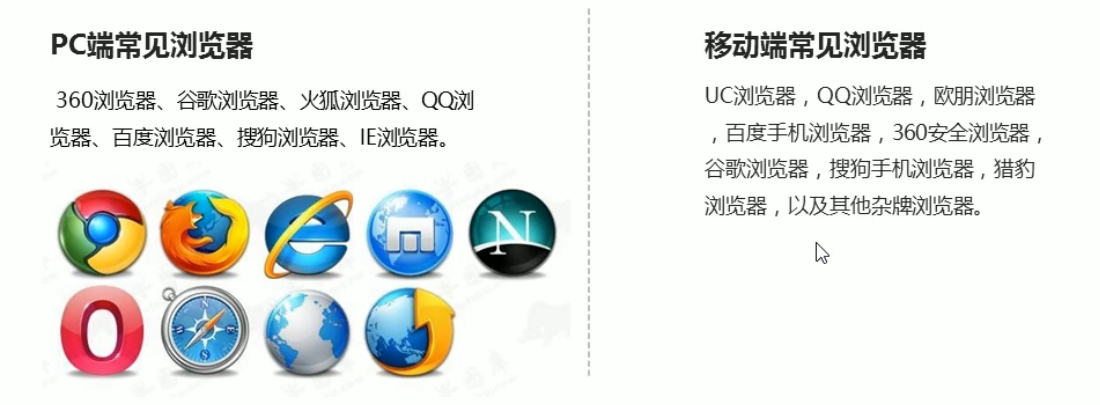 PC端常见浏览器
360浏览器、谷歌浏览器、火狐浏览器、QQ浏
览器、百度浏览器、搜狗浏览器、IE浏览器。
移动端常见浏览器
UC浏览器，QQ浏览器，欧朋浏览器
，百度手机浏览器，360安全浏览器，
谷歌浏览器，搜狗手机浏览器，猎豹
浏览器，以及其他杂牌浏览器。